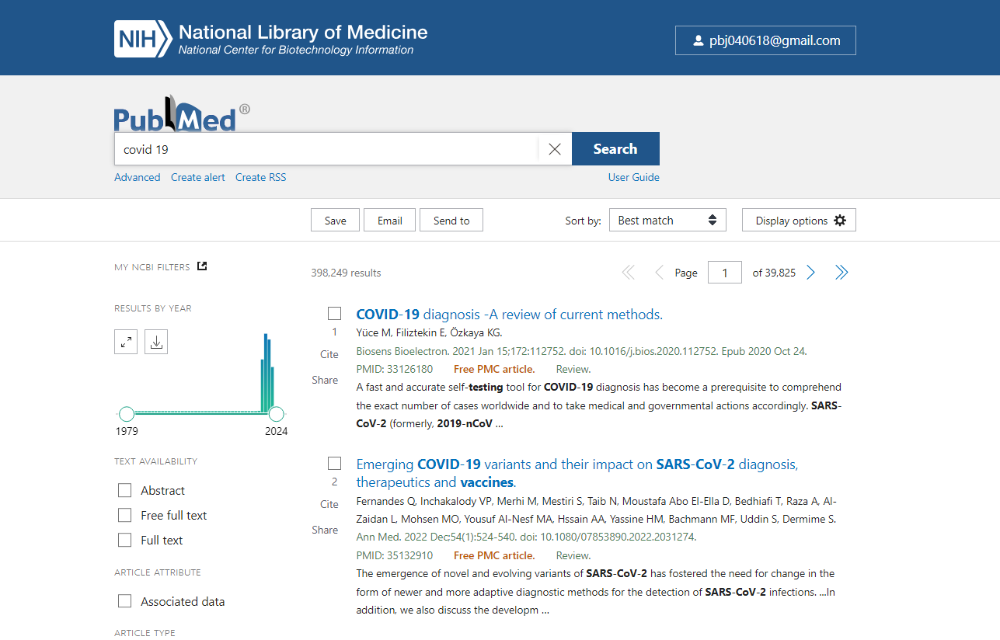 NIH National Library of Medicine
National Center for Biotechnology Information
pbj040618@gmail.com
PubMed®
covid 19
Search
Advanced Create alert Create RSS User Guide
Save Email Send to Sort by: Best match Display options
MY NCBI FILTERS
398,249 results
Page 1 of 39,825
RESULTS BY YEAR
1979 2024
TEXT AVAILABILITY
Abstract
Free full text
Full text
ARTICLE ATTRIBUTE
Associated data
ARTICLE TYPE
COVID-19 diagnosis -A review of current methods.
1
Cite
Share
Yüce M, Filiztekin E, Özkaya KG.
Biosens Bioelectron. 2021 Jan 15;172:112752. doi: 10.1016/j.bios.2020.112752. Epub 2020 Oct 24.
PMID: 33126180 Free PMC article. Review.
A fast and accurate self-testing tool for COVID-19 diagnosis has become a prerequisite to comprehend
the exact number of cases worldwide and to take medical and governmental actions accordingly. SARS-
CoV-2 (formerly, 2019-nCoV ...
Emerging COVID-19 variants and their impact on SARS-CoV-2 diagnosis,
therapeutics and vaccines.
2
Cite
Share
Fernandes Q, Inchakalody VP, Merhi M, Mestiri S, Taib N, Moustafa Abo El-Ella D, Bedhiafi T, Raza A, Al-
Zaidan L, Mohsen MO, Yousuf Al-Nesf MA, Hssain AA, Yassine HM, Bachmann MF, Uddin S, Dermime S.
Ann Med. 2022 Dec;54(1):524-540. doi: 10.1080/07853890.2022.2031274.
PMID: 35132910 Free PMC article. Review.
The emergence of novel and evolving variants of SARS-CoV-2 has fostered the need for change in the
form of newer and more adaptive diagnostic methods for the detection of SARS-CoV-2 infections. ...In
addition, we also discuss the developm ...